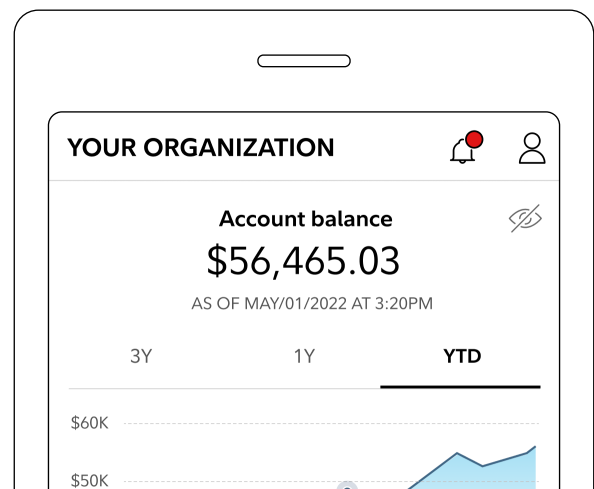 YOUR ORGANIZATION
Account balance
$56,465.03
AS OF MAY/01/2022 AT 3:20PM
3Y 1Y YTD
$60K
$50K